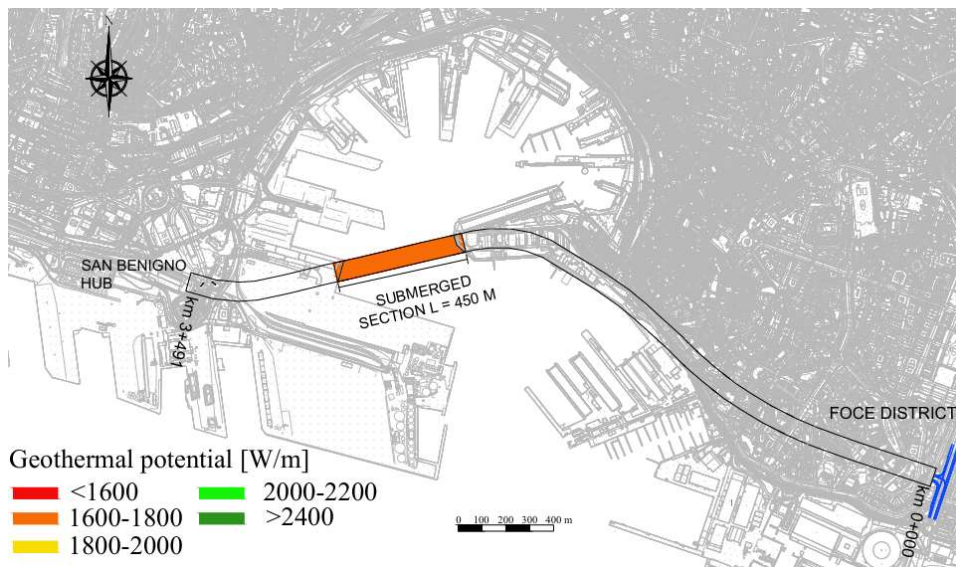 SAN BENIGNO
HUB
km 3+491
SUBMERGED
SECTION L = 450 M
FOCE DISTRICT
km 0+000
Geothermal potential [W/m]
<1600
1600-1800
1800-2000
2000-2200
>2400
0 100 200 300 400 m